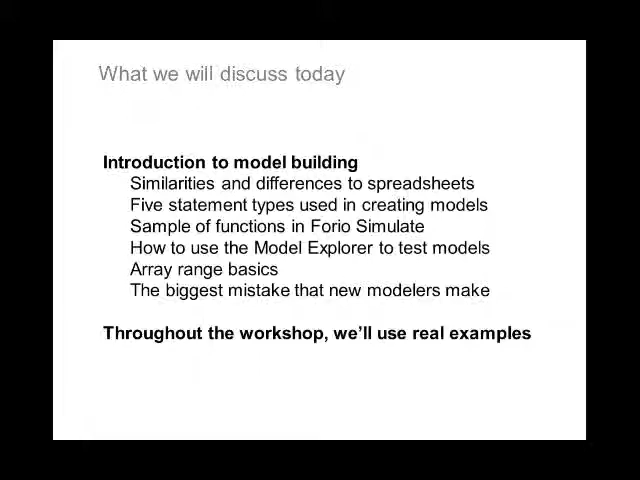 What we will discuss today
Introduction to model building
Similarities and differences to spreadsheets
Five statement types used in creating models
Sample of functions in Forio Simulate
How to use the Model Explorer to test models
Array range basics
The biggest mistake that new modelers make
Throughout the workshop, we’ll use real examples